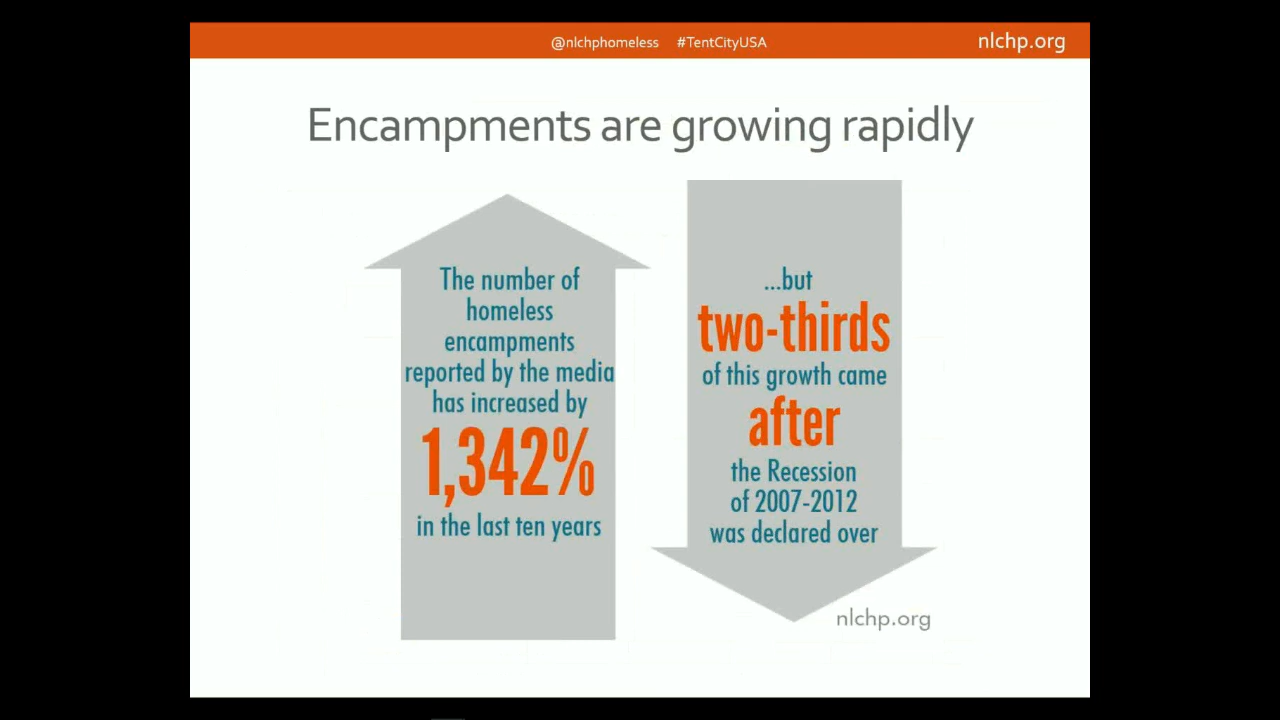 @nlchphomeless #TentCityUSA nlchp.org
Encampments are growing rapidly
The number of
homeless
encampments
reported by the media
has increased by
1,342%
in the last ten years
...but
two-thirds
of this growth came
after
the Recession
of 2007-2012
was declared over
nlchp.org